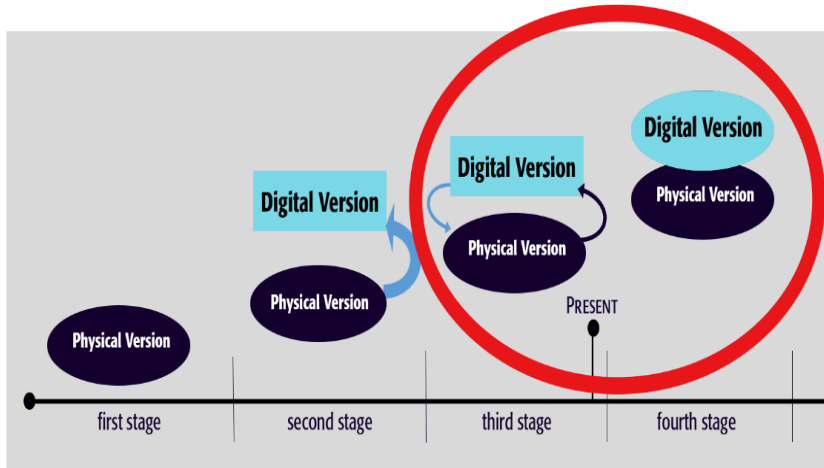 Digital Version
Digital Version
Physical Version
Digital Version
Physical Version
Physical Version
Physical Version
PRESENT
first stage
second stage
third stage
fourth stage